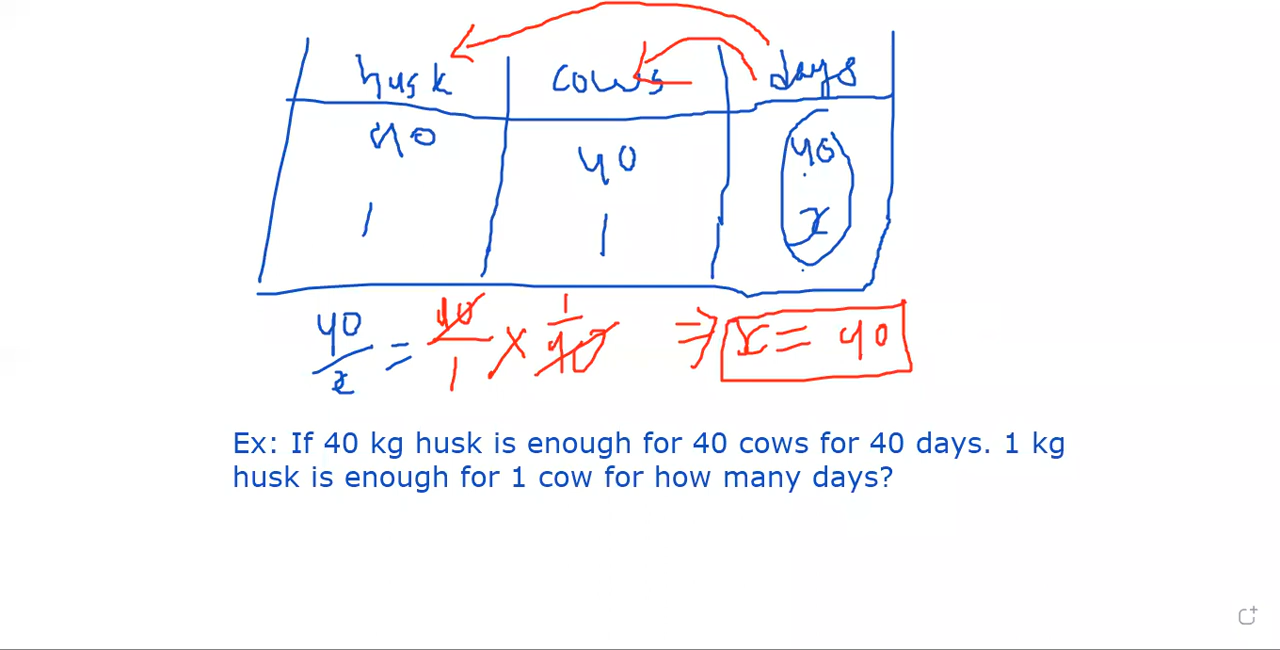 husk cows days
40 40 40
1 1 x
40/x = 40/1 × 1/40 ⇒ x = 40
Ex: If 40 kg husk is enough for 40 cows for 40 days. 1 kg
husk is enough for 1 cow for how many days?